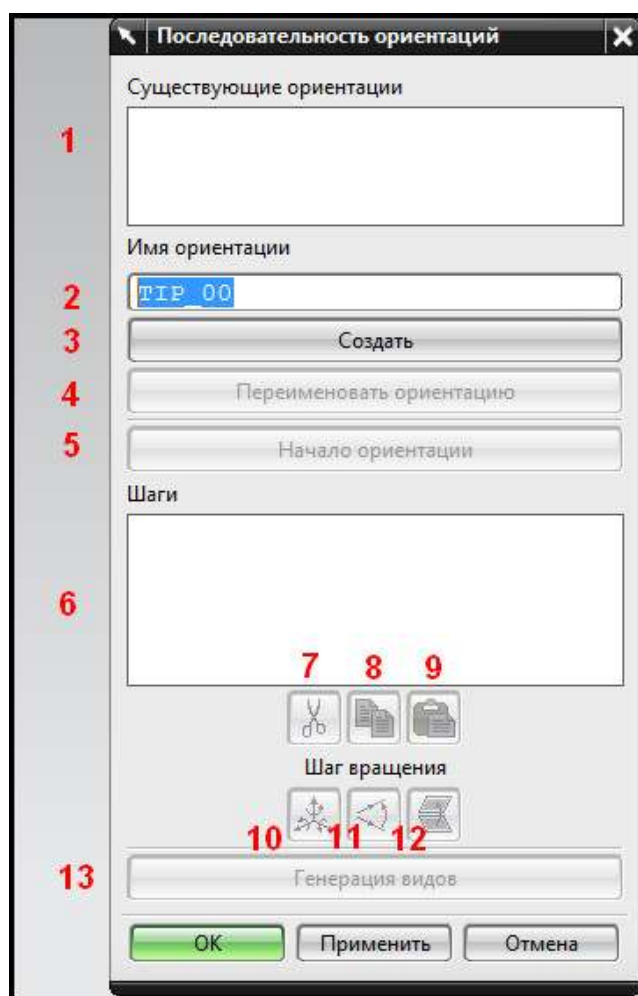 Последовательность ориентаций
Существующие ориентации
1
Имя ориентации
2 TIP_00
3 Создать
4 Переименовать ориентацию
5 Начало ориентации
Шаги
6
7 8 9
Шаг вращения
10 11 12
13 Генерация видов
ОК Применить Отмена